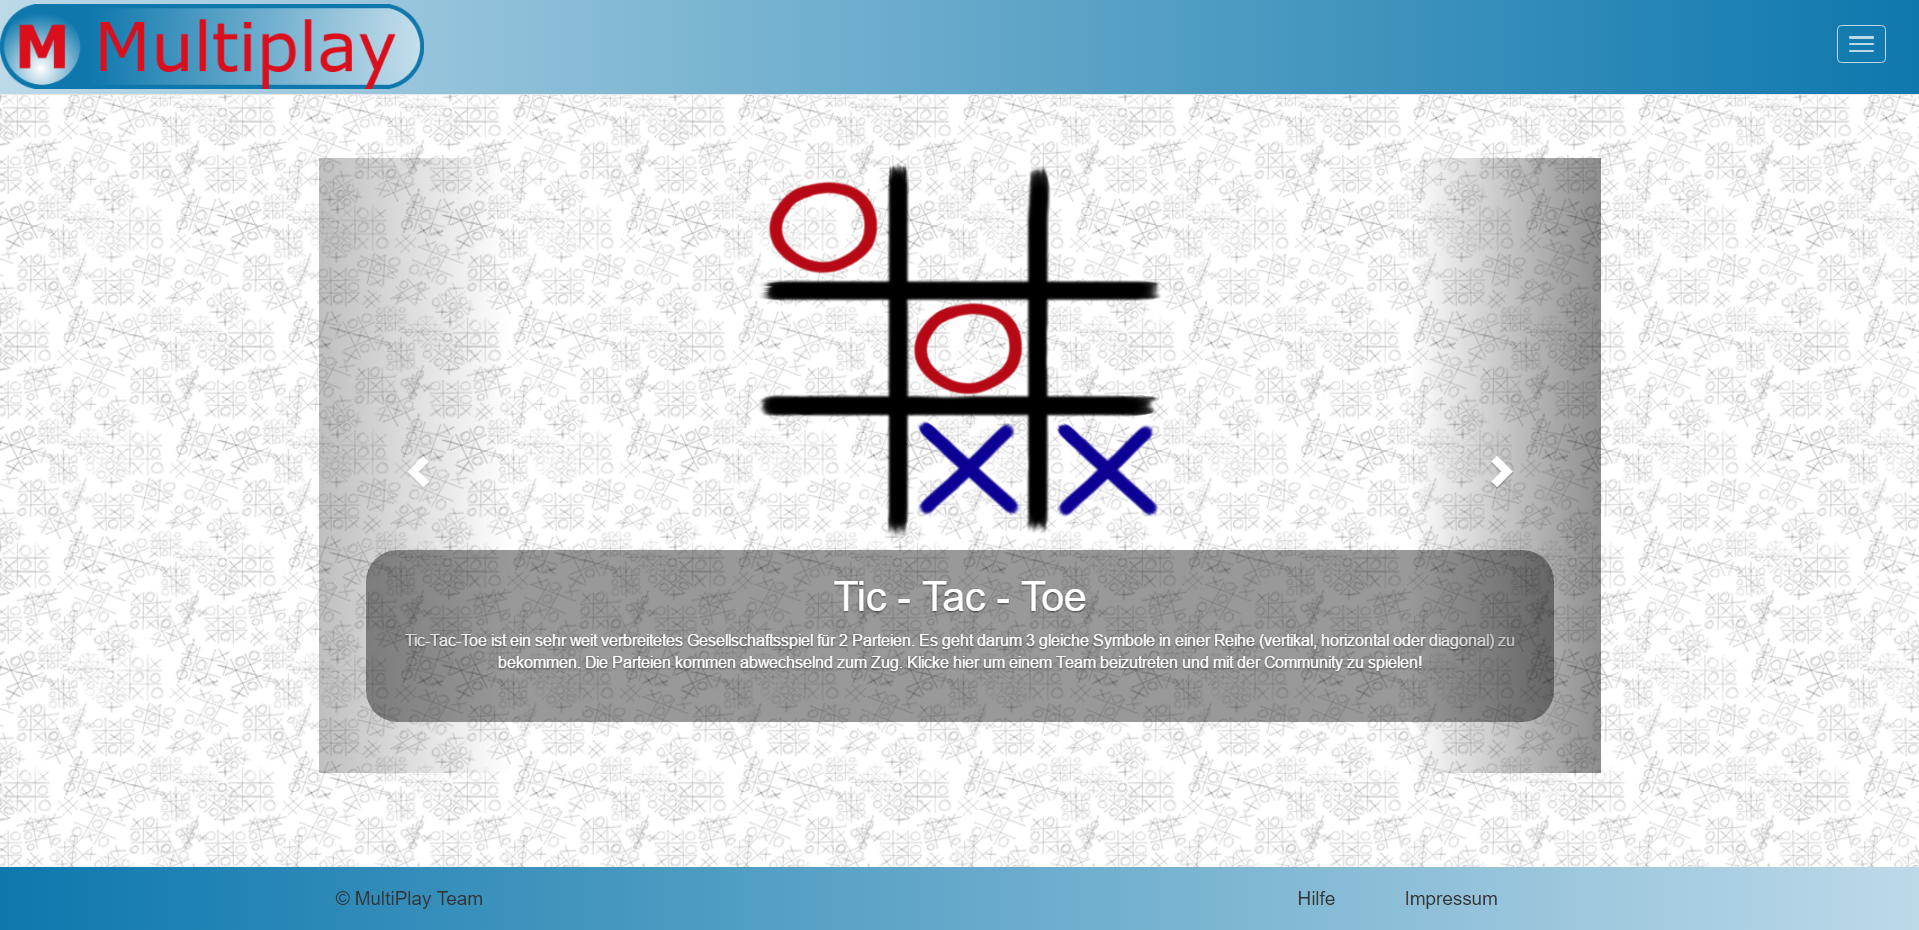 M Multiplay
Tic - Tac - Toe
Tic-Tac-Toe ist ein sehr weit verbreitetes Gesellschaftsspiel für 2 Parteien. Es geht darum 3 gleiche Symbole in einer Reihe (vertikal, horizontal oder diagonal) zu
bekommen. Die Parteien kommen abwechselnd zum Zug. Klicke hier um einem Team beizutreten und mit der Community zu spielen!
© MultiPlay Team Hilfe Impressum